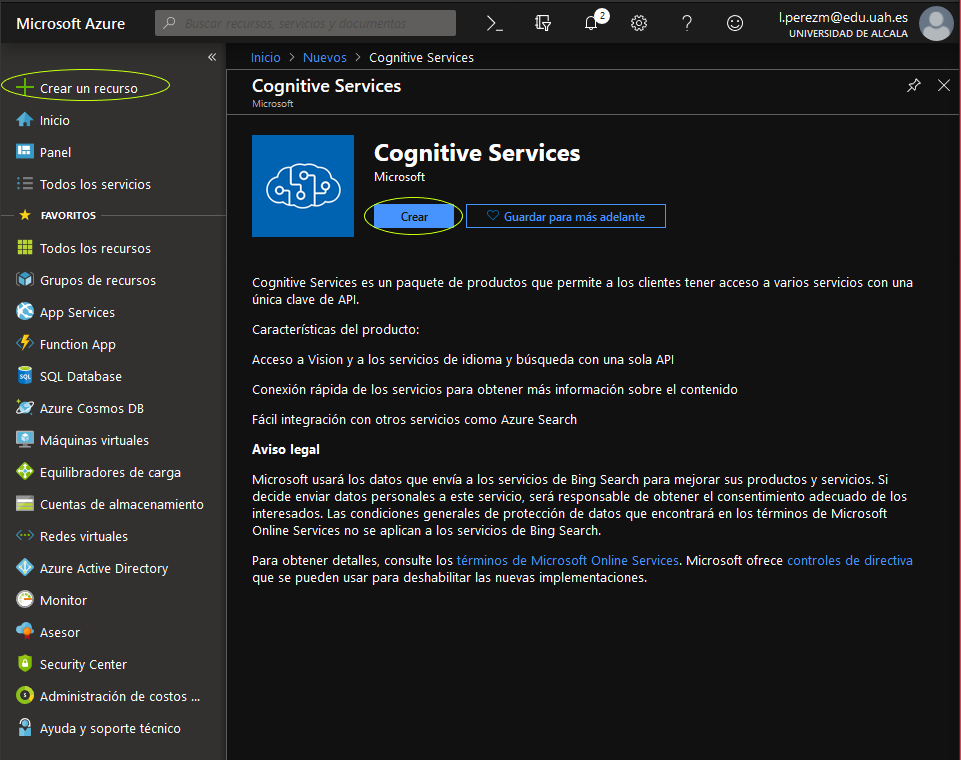 Microsoft Azure
Buscar recursos, servicios y documentos
2
l.perezm@edu.uah.es
UNIVERSIDAD DE ALCALA
Inicio > Nuevos > Cognitive Services
Cognitive Services
Microsoft
Crear un recurso
Inicio
Panel
Todos los servicios
FAVORITOS
Todos los recursos
Grupos de recursos
App Services
Function App
SQL Database
Azure Cosmos DB
Máquinas virtuales
Equilibradores de carga
Cuentas de almacenamiento
Redes virtuales
Azure Active Directory
Monitor
Asesor
Security Center
Administración de costos ...
Ayuda y soporte técnico
Cognitive Services
Microsoft
Crear
Guardar para más adelante
Cognitive Services es un paquete de productos que permite a los clientes tener acceso a varios servicios con una
única clave de API.
Características del producto:
Acceso a Vision y a los servicios de idioma y búsqueda con una sola API
Conexión rápida de los servicios para obtener más información sobre el contenido
Fácil integración con otros servicios como Azure Search
Aviso legal
Microsoft usará los datos que envía a los servicios de Bing Search para mejorar sus productos y servicios. Si
decide enviar datos personales a este servicio, será responsable de obtener el consentimiento adecuado de los
interesados. Las condiciones generales de protección de datos que encontrará en los términos de Microsoft
Online Services no se aplican a los servicios de Bing Search.
Para obtener detalles, consulte los términos de Microsoft Online Services. Microsoft ofrece controles de directiva
que se pueden usar para deshabilitar las nuevas implementaciones.